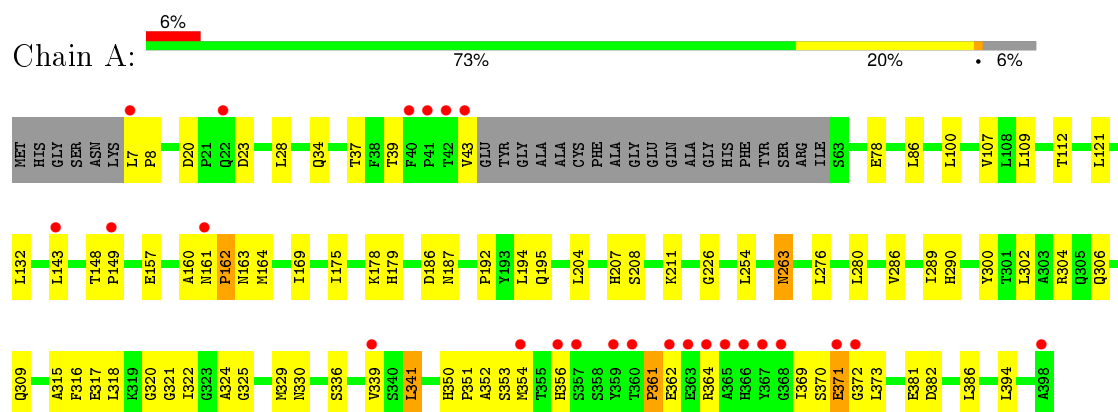 6%
Chain A:
73% 20% • 6%
MET HIS GLY SER ASN LYS L7 P8 D20 P21 Q22 D23 L28 Q34 T37 F38 T39 F40 P41 T42 V43 GLU TYR GLY ALA ALA CYS PHE ALA GLY GLU GLN ALA GLY HIS PHE TYR SER ARG ILE S63 E78 L86 L100 V107 L108 L109 T112 L121
L132 L143 T148 P149 E157 A160 N161 P162 N163 M164 I169 I175 K178 H179 D186 N187 P192 Y193 L194 Q195 L204 H207 S208 K211 G226 L254 N263 L276 L280 V286 I289 H290 Y300 T301 L302 A303 R304 Q305 Q306
Q309 A315 F316 E317 L318 K319 G320 G321 I322 G323 A324 G325 M329 N330 S336 V339 S340 L341 H350 P351 A352 S353 M354 T355 H356 S357 S358 Y359 T360 P361 E362 E363 R364 A365 H366 Y367 G368 I369 S370 E371 G372 L373 E381 D382 L386 L394 A398